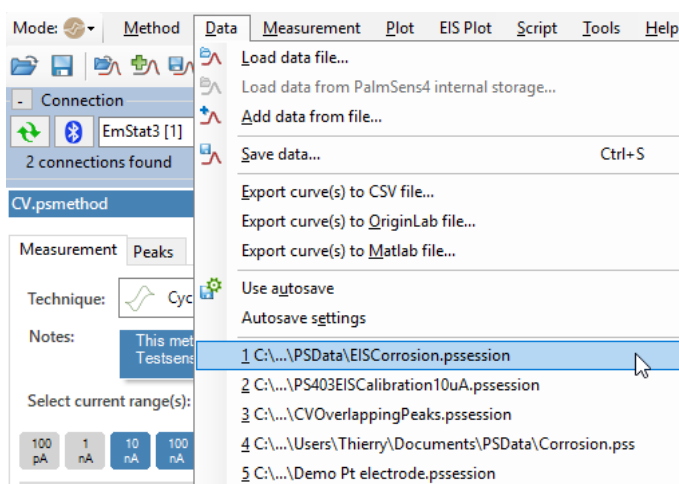 Mode: Method Data Measurement Plot EIS Plot Script Tools Help
Load data file...
Load data from PalmSens4 internal storage...
Add data from file...
Save data... Ctrl+S
Export curve(s) to CSV file...
Export curve(s) to OriginLab file...
Export curve(s) to Matlab file...
Use autosave
Autosave settings
1 C:\...\PSData\EISCorrosion.pssession
2 C:\...\PS403EISCalibration10uA.pssession
3 C:\...\CVOverlappingPeaks.pssession
4 C:\...\Users\Thierry\Documents\PSData\Corrosion.pss
5 C:\...\Demo Pt electrode.pssession
- Connection
EmStat3 [1]
2 connections found
CV.psmethod
Measurement Peaks
Technique: Cyc
Notes: This met
Testsens
Select current range(s):
100 pA
1 nA
10 nA
100 nA